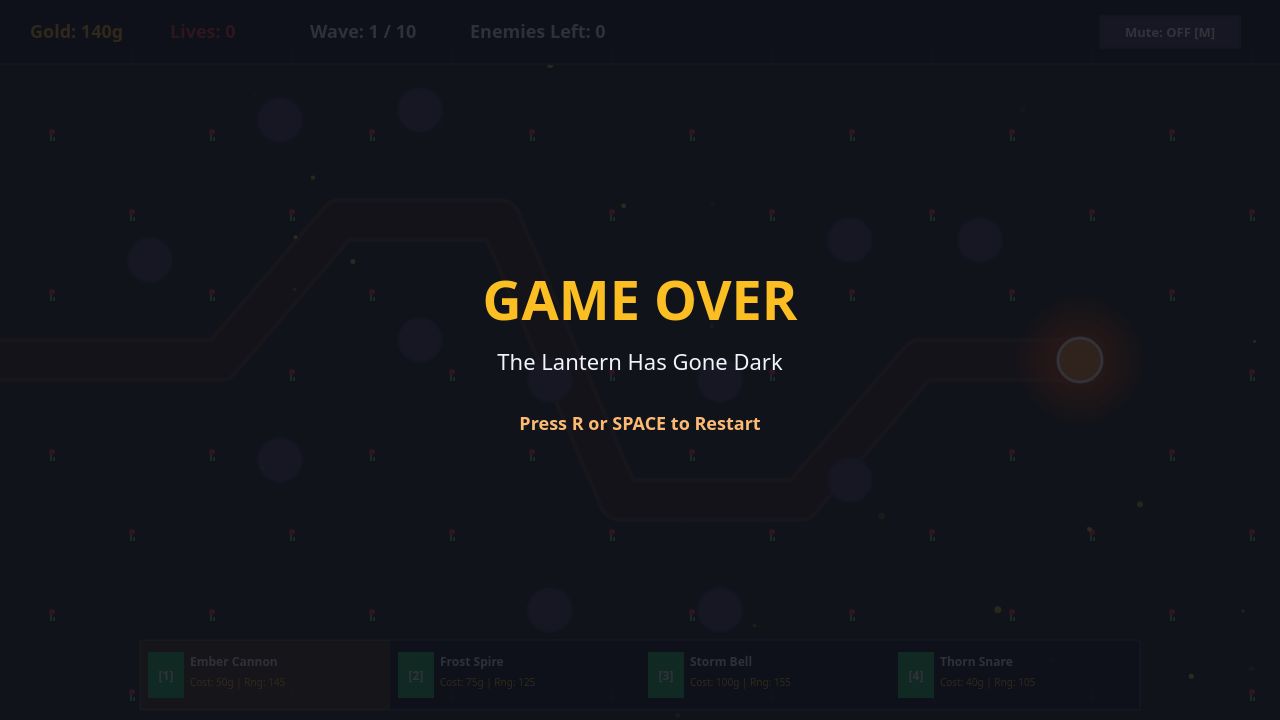 Gold: 140g Lives: 0 Wave: 1 / 10 Enemies Left: 0 Mute: OFF [M]
GAME OVER
The Lantern Has Gone Dark
Press R or SPACE to Restart
[1] Ember Cannon
Cost: 50g | Rng: 145
[2] Frost Spire
Cost: 75g | Rng: 125
[3] Storm Bell
Cost: 100g | Rng: 155
[4] Thorn Snare
Cost: 40g | Rng: 105